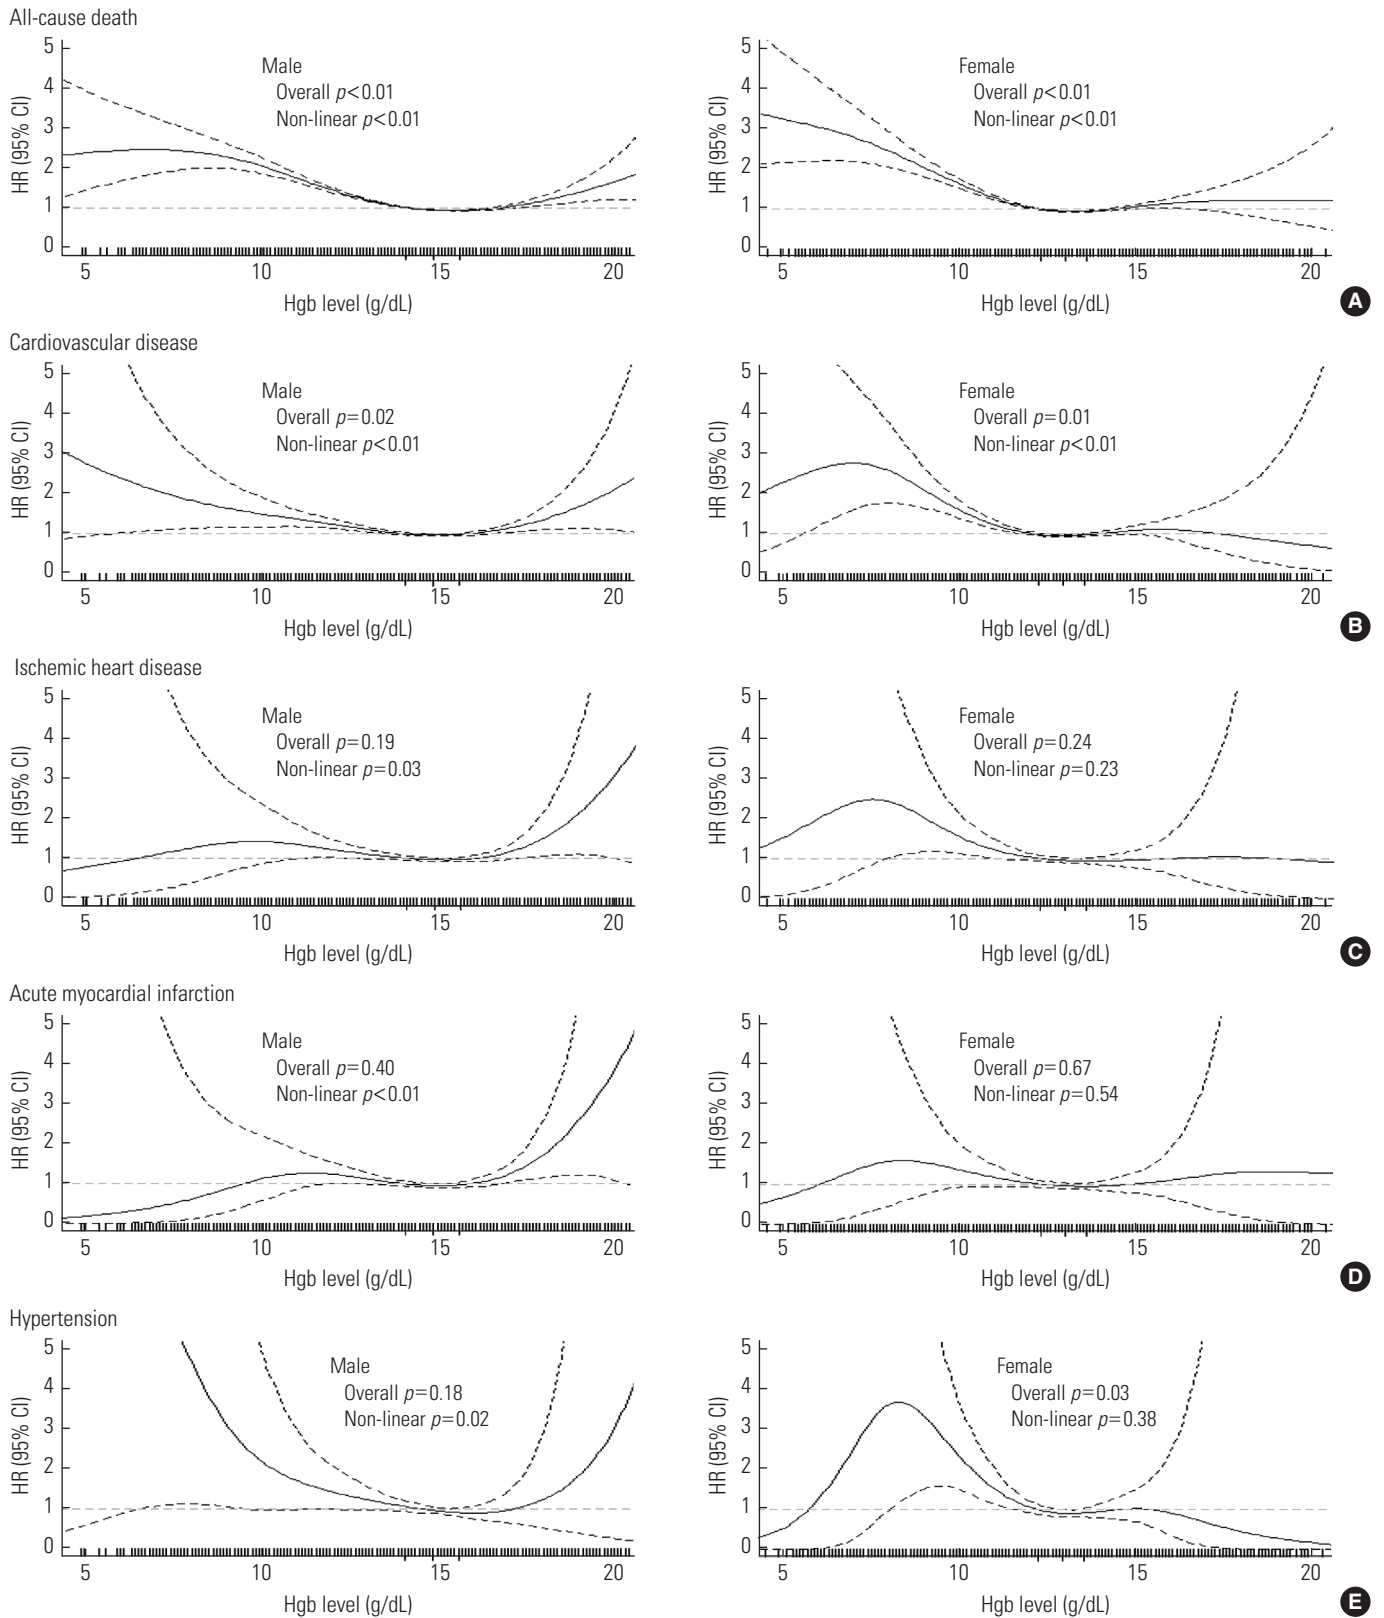 All-cause death
5
4
3
2
1
0
HR (95% CI)
Male
Overall p<0.01
Non-linear p<0.01
5 10 15 20
Hgb level (g/dL)
5
4
3
2
1
0
HR (95% CI)
Female
Overall p<0.01
Non-linear p<0.01
5 10 15 20
Hgb level (g/dL)
A
Cardiovascular disease
5
4
3
2
1
0
HR (95% CI)
Male
Overall p=0.02
Non-linear p<0.01
5 10 15 20
Hgb level (g/dL)
5
4
3
2
1
0
HR (95% CI)
Female
Overall p=0.01
Non-linear p<0.01
5 10 15 20
Hgb level (g/dL)
B
Ischemic heart disease
5
4
3
2
1
0
HR (95% CI)
Male
Overall p=0.19
Non-linear p=0.03
5 10 15 20
Hgb level (g/dL)
5
4
3
2
1
0
HR (95% CI)
Female
Overall p=0.24
Non-linear p=0.23
5 10 15 20
Hgb level (g/dL)
C
Acute myocardial infarction
5
4
3
2
1
0
HR (95% CI)
Male
Overall p=0.40
Non-linear p<0.01
5 10 15 20
Hgb level (g/dL)
5
4
3
2
1
0
HR (95% CI)
Female
Overall p=0.67
Non-linear p=0.54
5 10 15 20
Hgb level (g/dL)
D
Hypertension
5
4
3
2
1
0
HR (95% CI)
Male
Overall p=0.18
Non-linear p=0.02
5 10 15 20
Hgb level (g/dL)
5
4
3
2
1
0
HR (95% CI)
Female
Overall p=0.03
Non-linear p=0.38
5 10 15 20
Hgb level (g/dL)
E